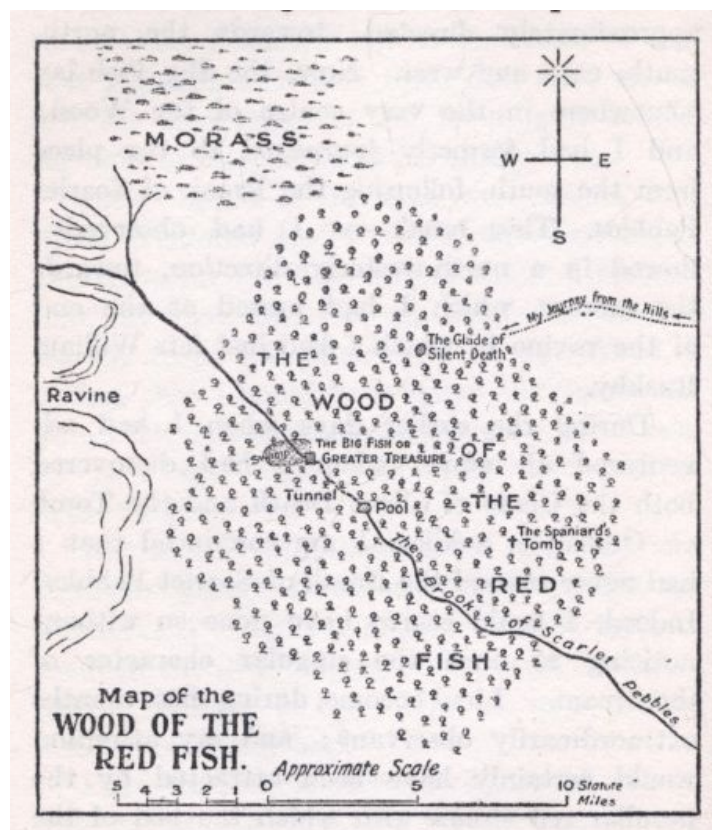 MORASS
W E
S
My Journey from the Hills
The Glade of
Silent Death
THE
Ravine
WOOD
THE BIG FISH OR
GREATER TREASURE
OF
Tunnel
Pool
THE
The Spaniard's
Tomb
The Brook of Scarlet Pebbles
RED
FISH
Map of the
WOOD OF THE
RED FISH.
Approximate Scale
5 4 3 2 1 0 5 10 Statute
Miles